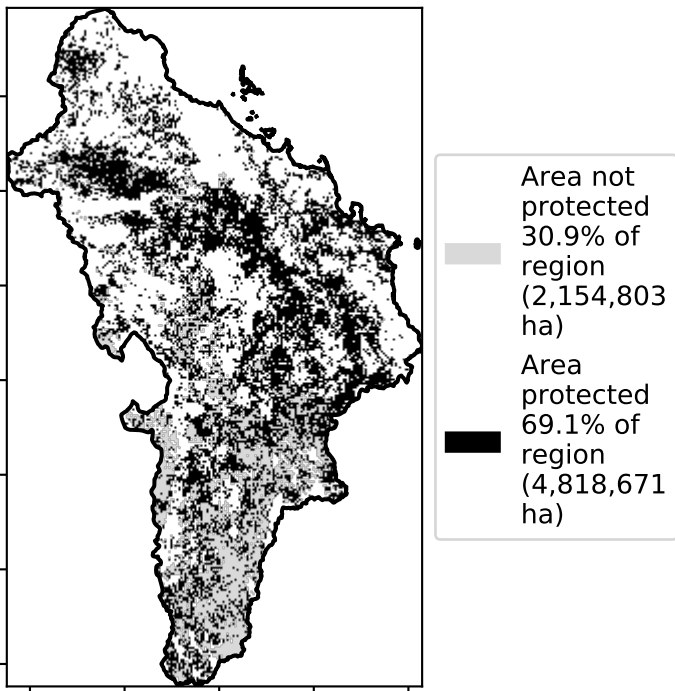 Area not
protected
30.9% of
region
(2,154,803
ha)
Area
protected
69.1% of
region
(4,818,671
ha)